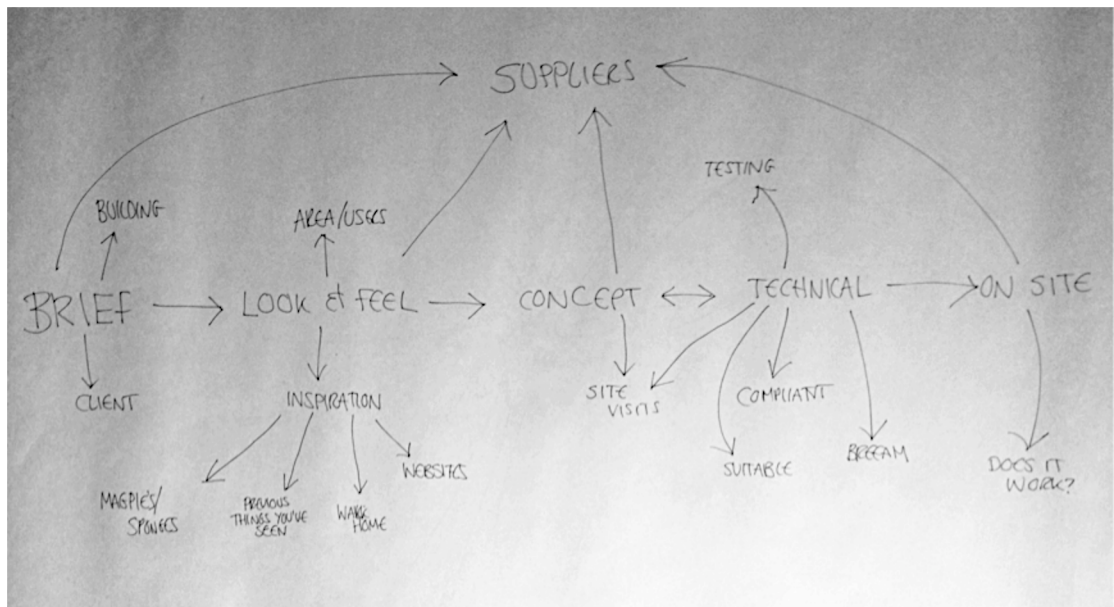 SUPPLIERS
TESTING
BUILDING
AREA/USERS
BRIEF
LOOK & FEEL
CONCEPT
TECHNICAL
ON SITE
CLIENT
INSPIRATION
SITE
VISITS
COMPLIANT
SUITABLE
BREEAM
DOES IT
WORK?
WEBSITES
MAGPIE'S/
SPONGES
PREVIOUS
THINGS YOU'VE
SEEN
WALK
HOME